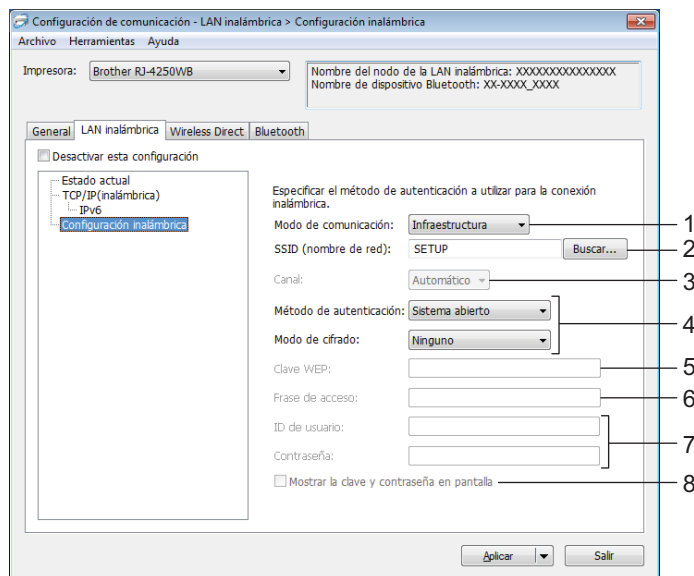 Configuración de comunicación - LAN inalámbrica > Configuración inalámbrica
Archivo Herramientas Ayuda
Impresora: Brother RJ-4250WB
Nombre del nodo de la LAN inalámbrica: XXXXXXXXXXXXXXX
Nombre de dispositivo Bluetooth: XX-XXXX_XXXX
General LAN inalámbrica Wireless Direct Bluetooth
Desactivar esta configuración
Estado actual
TCP/IP(inalámbrica)
IPv6
Configuración inalámbrica
Especificar el método de autenticación a utilizar para la conexión
inalámbrica.
Modo de comunicación: Infraestructura 1
SSID (nombre de red): SETUP Buscar... 2
Canal: Automático 3
Método de autenticación: Sistema abierto
4
Modo de cifrado: Ninguno
Clave WEP: 5
Frase de acceso: 6
ID de usuario:
7
Contraseña:
Mostrar la clave y contraseña en pantalla 8
Aplicar Salir